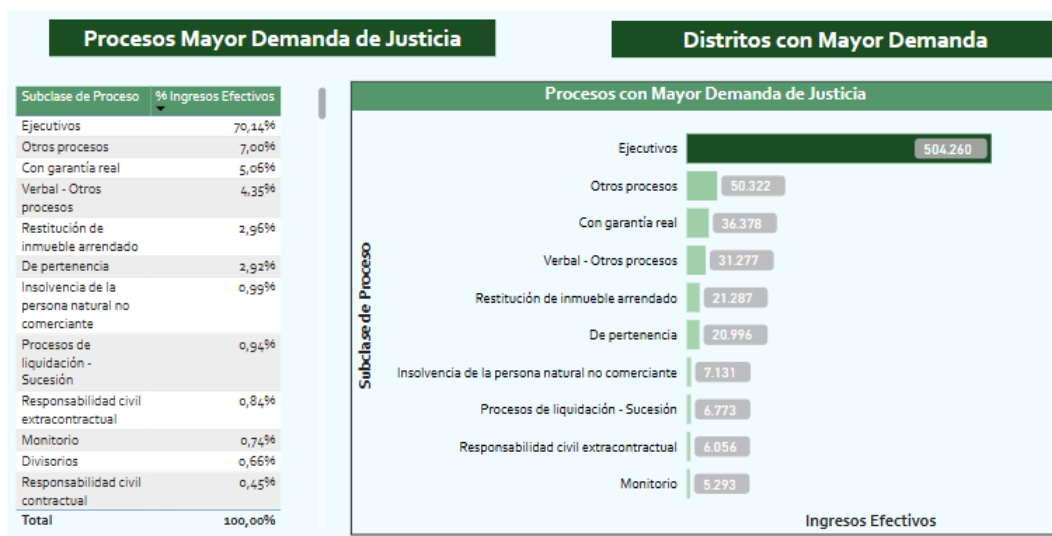 Procesos Mayor Demanda de Justicia
Distritos con Mayor Demanda
Subclase de Proceso % Ingresos Efectivos
Ejecutivos 70,14%
Otros procesos 7,00%
Con garantía real 5,06%
Verbal - Otros 4,35%
procesos
Restitución de 2,96%
inmueble arrendado
De pertenencia 2,92%
Insolvencia de la 0,99%
persona natural no
comerciante
Procesos de 0,94%
liquidación -
Sucesión
Responsabilidad civil 0,84%
extracontractual
Monitorio 0,74%
Divisorios 0,66%
Responsabilidad civil 0,45%
contractual
Total 100,00%
Procesos con Mayor Demanda de Justicia
Subclase de Proceso
Ejecutivos 504.260
Otros procesos 50.322
Con garantía real 36.378
Verbal - Otros procesos 31.277
Restitución de inmueble arrendado 21.287
De pertenencia 20.996
Insolvencia de la persona natural no comerciante 7.131
Procesos de liquidación - Sucesión 6.773
Responsabilidad civil extracontractual 6.056
Monitorio 5.293
Ingresos Efectivos